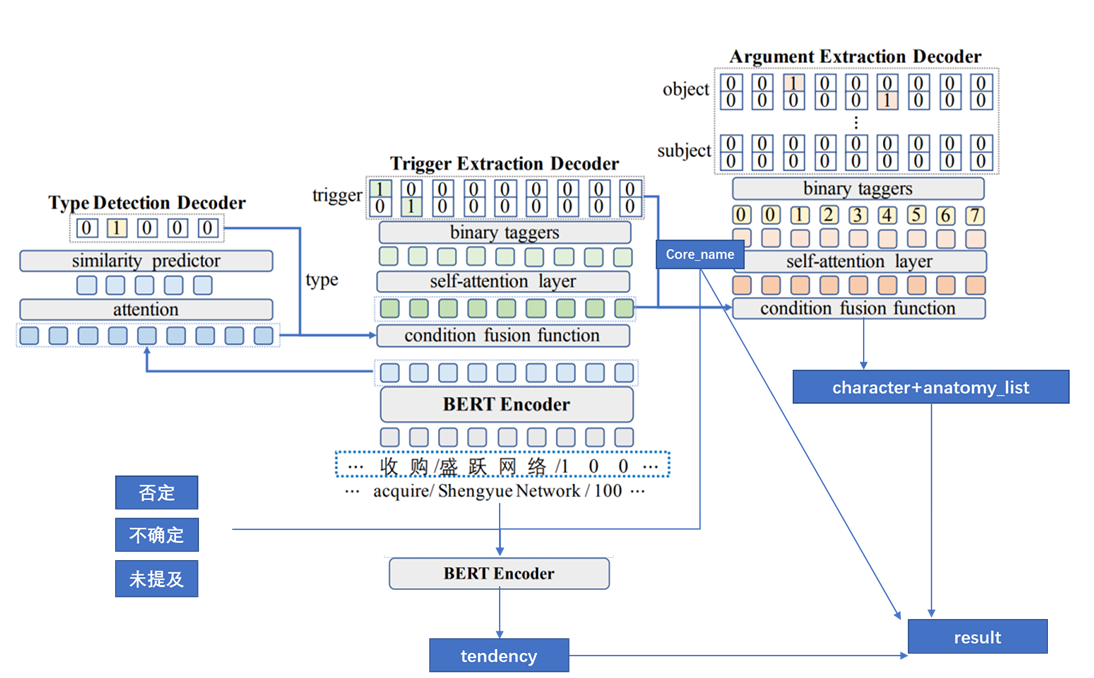 Argument Extraction Decoder
object
0 0 1 0 0 0 0 0 0
0 0 0 0 0 1 0 0 0
⋮
subject
0 0 0 0 0 0 0 0 0
0 0 0 0 0 0 0 0 0
binary taggers
0 0 1 2 3 4 5 6 7
self-attention layer
condition fusion function
Trigger Extraction Decoder
trigger
1 0 0 0 0 0 0 0 0
0 1 0 0 0 0 0 0 0
binary taggers
self-attention layer
condition fusion function
Type Detection Decoder
0 1 0 0 0
similarity predictor
attention
type
Core_name
BERT Encoder
··· 收 购 /盛 跃 网 络 /1 0 0 ···
··· acquire/ Shengyue Network / 100 ···
character+anatomy_list
否定
不确定
未提及
BERT Encoder
tendency
result